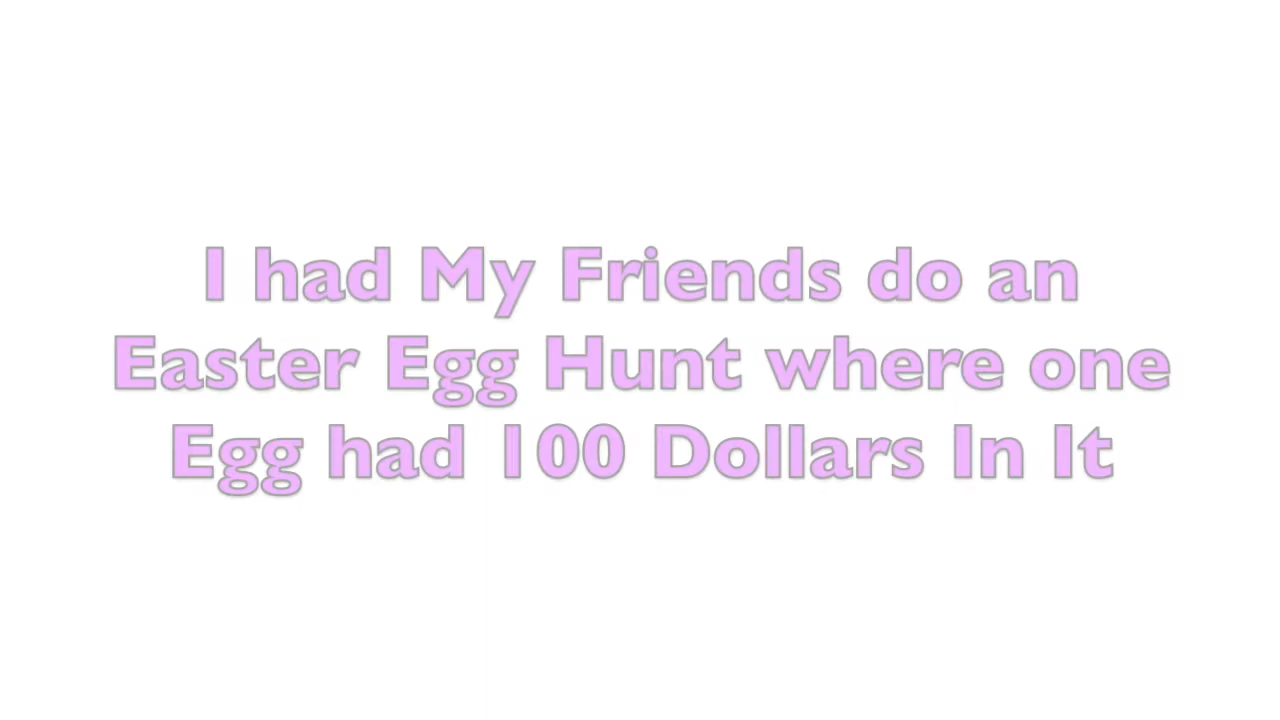 I had My Friends do an
Easter Egg Hunt where one
Egg had 100 Dollars In It